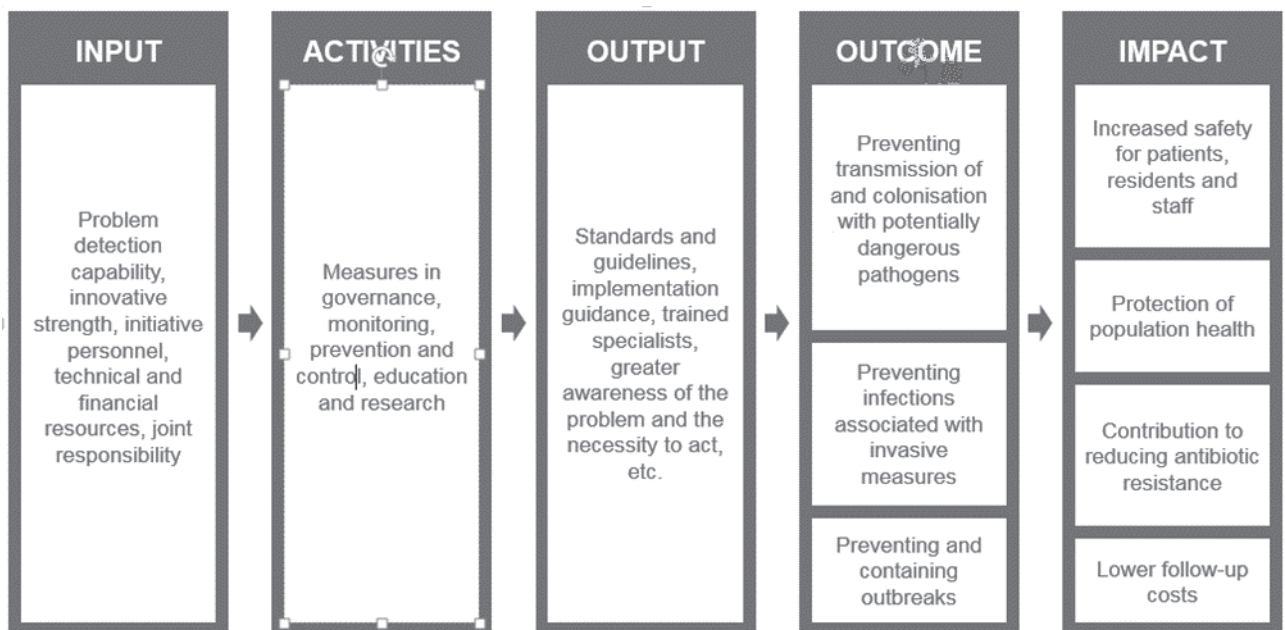 INPUT
Problem
detection
capability,
innovative
strength, initiative
personnel,
technical and
financial
resources, joint
responsibility
ACTIVITIES
Measures in
governance,
monitoring,
prevention and
control, education
and research
OUTPUT
Standards and
guidelines,
implementation
guidance, trained
specialists,
greater
awareness of the
problem and the
necessity to act,
etc.
OUTCOME
Preventing
transmission of
and colonisation
with potentially
dangerous
pathogens
Preventing
infections
associated with
invasive
measures
Preventing and
containing
outbreaks
IMPACT
Increased safety
for patients,
residents and
staff
Protection of
population health
Contribution to
reducing antibiotic
resistance
Lower follow-up
costs